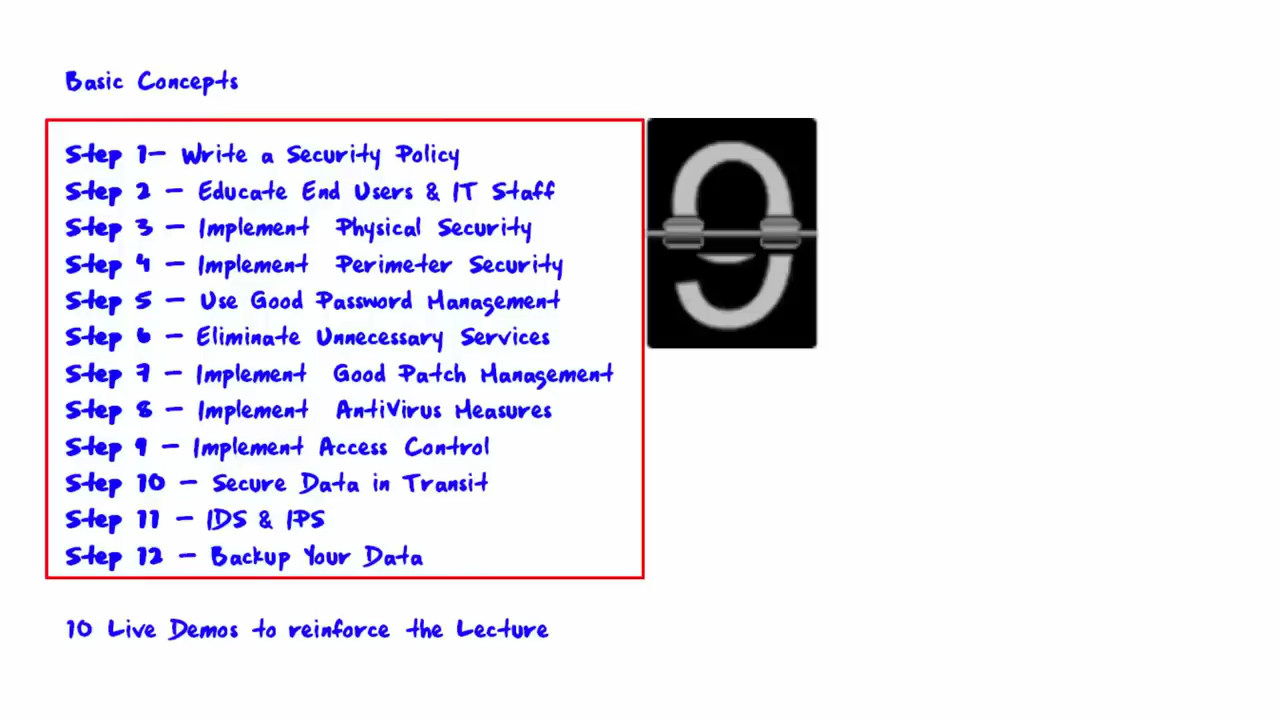 Basic Concepts
Step 1- Write a Security Policy
Step 2 - Educate End Users & IT Staff
Step 3 - Implement Physical Security
Step 4 - Implement Perimeter Security
Step 5 - Use Good Password Management
Step 6 - Eliminate Unnecessary Services
Step 7 - Implement Good Patch Management
Step 8 - Implement AntiVirus Measures
Step 9 - Implement Access Control
Step 10 - Secure Data in Transit
Step 11 - IDS & IPS
Step 12 - Backup Your Data
10 Live Demos to reinforce the Lecture
9